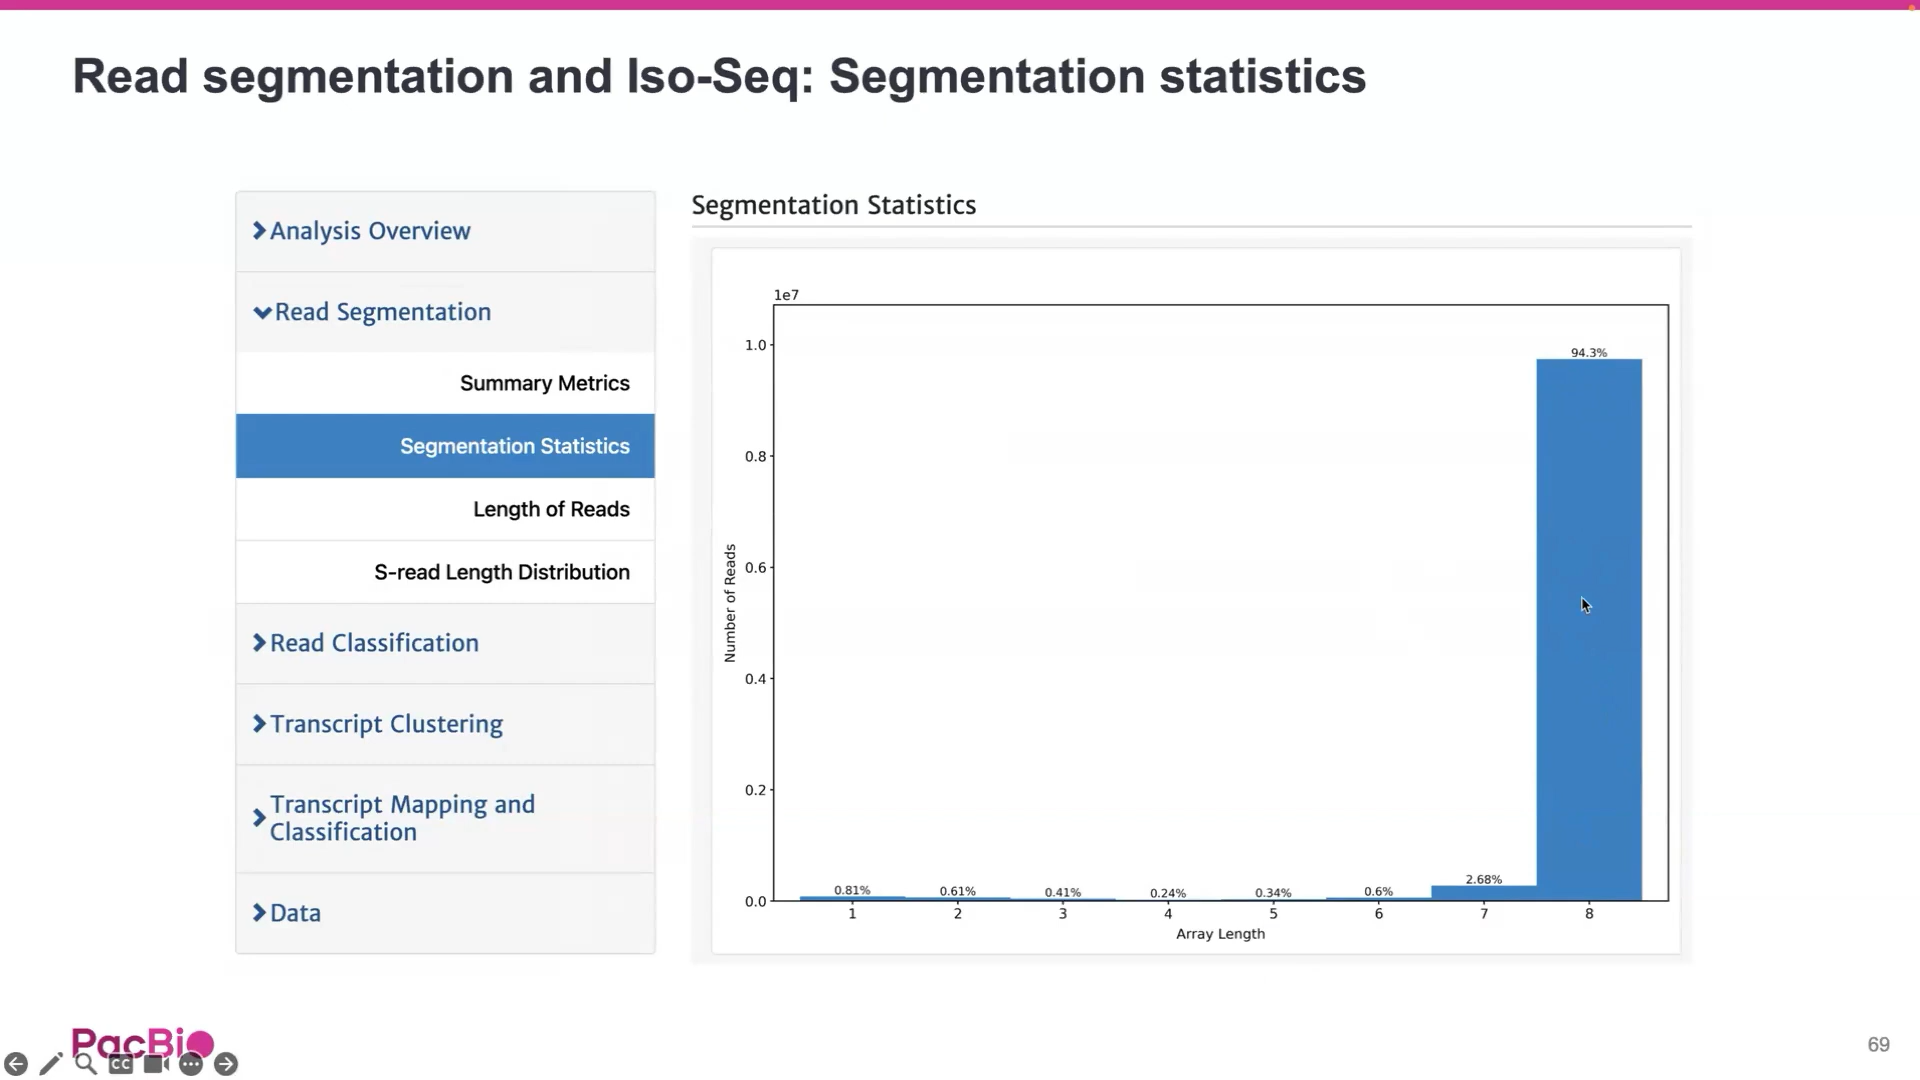 Read segmentation and Iso-Seq: Segmentation statistics
Analysis Overview
Read Segmentation
Summary Metrics
Segmentation Statistics
Length of Reads
S-read Length Distribution
Read Classification
Transcript Clustering
Transcript Mapping and
Classification
Data
Segmentation Statistics
1e7
1.0
0.8
0.6
0.4
0.2
0.0
Number of Reads
0.81%
0.61%
0.41%
0.24%
0.34%
0.6%
2.68%
94.3%
1 2 3 4 5 6 7 8
Array Length
PacBio
CC
69